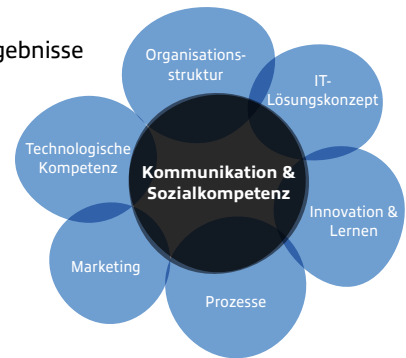 gebnisse
Organisations-
struktur
IT-
Lösungskonzept
Technologische
Kompetenz
Kommunikation &
Sozialkompetenz
Innovation &
Lernen
Marketing
Prozesse